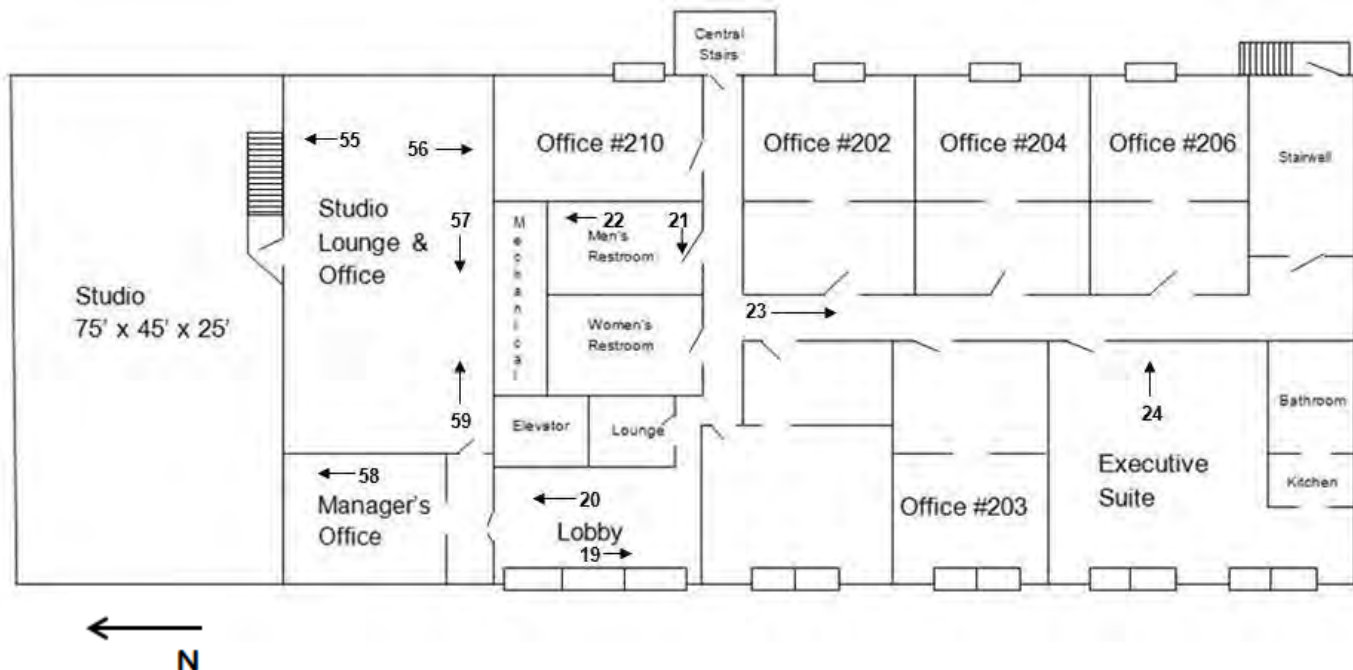 Central
Stairs
55
56
Office #210
Office #202
Office #204
Office #206
Stairwell
Studio
Lounge &
Office
57
Mechanical
22
21
Men's
Restroom
Studio
75' x 45' x 25'
23
Women's
Restroom
59
24
Elevator
Lounge
Bathroom
58
Manager's
Office
20
Lobby
19
Office #203
Executive
Suite
Kitchen
N